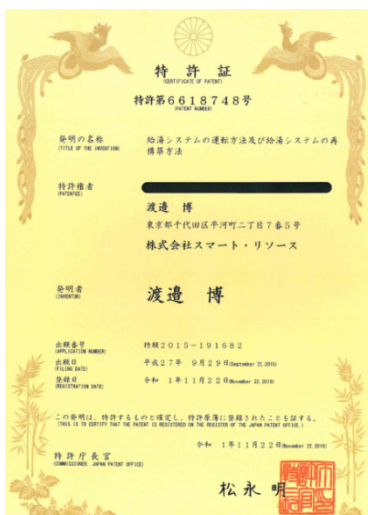 特許証
(CERTIFICATE OF PATENT)
特許第6618748号
(PATENT NUMBER)
発明の名称
(TITLE OF THE INVENTION)
給湯システムの運転方法及び給湯システムの再
構築方法
特許権者
(PATENTEE)
渡邉 博
東京都千代田区平河町二丁目7番5号
株式会社スマート・リソース
発明者
(INVENTOR)
渡邉 博
出願番号
(APPLICATION NUMBER)
特願2015-191682
出願日
(FILING DATE)
平成27年 9月29日
登録日
(REGISTRATION DATE)
令和 1年11月22日(November 22, 2019)
この発明は、特許するものと確定し、特許原簿に登録されたことを証する。
(THIS IS TO CERTIFY THAT THE PATENT IS REGISTERED ON THE REGISTER OF THE JAPAN PATENT OFFICE.)
令和 1年11月22日(November 22, 2019)
特許庁長官
(COMMISSIONER, JAPAN PATENT OFFICE)
松永 明